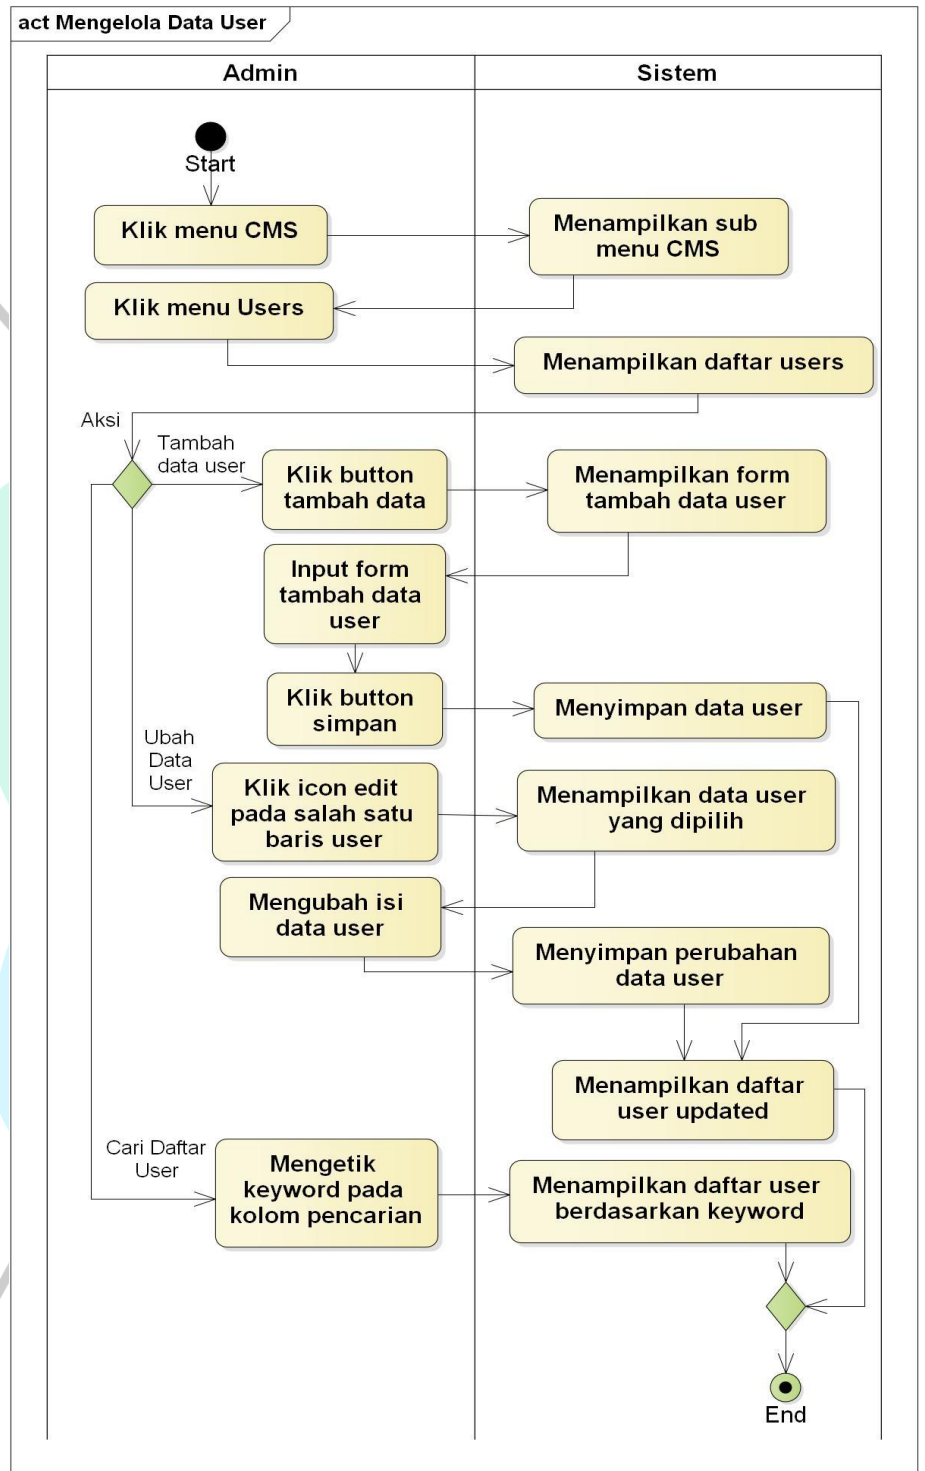 act Mengelola Data User
Admin
Sistem
Start
Klik menu CMS
Menampilkan sub
menu CMS
Klik menu Users
Menampilkan daftar users
Aksi
Tambah
data user
Klik button
tambah data
Menampilkan form
tambah data user
Input form
tambah data
user
Klik button
simpan
Menyimpan data user
Ubah
Data
User
Klik icon edit
pada salah satu
baris user
Menampilkan data user
yang dipilih
Mengubah isi
data user
Menyimpan perubahan
data user
Menampilkan daftar
user updated
Cari Daftar
User
Mengetik
keyword pada
kolom pencarian
Menampilkan daftar user
berdasarkan keyword
End